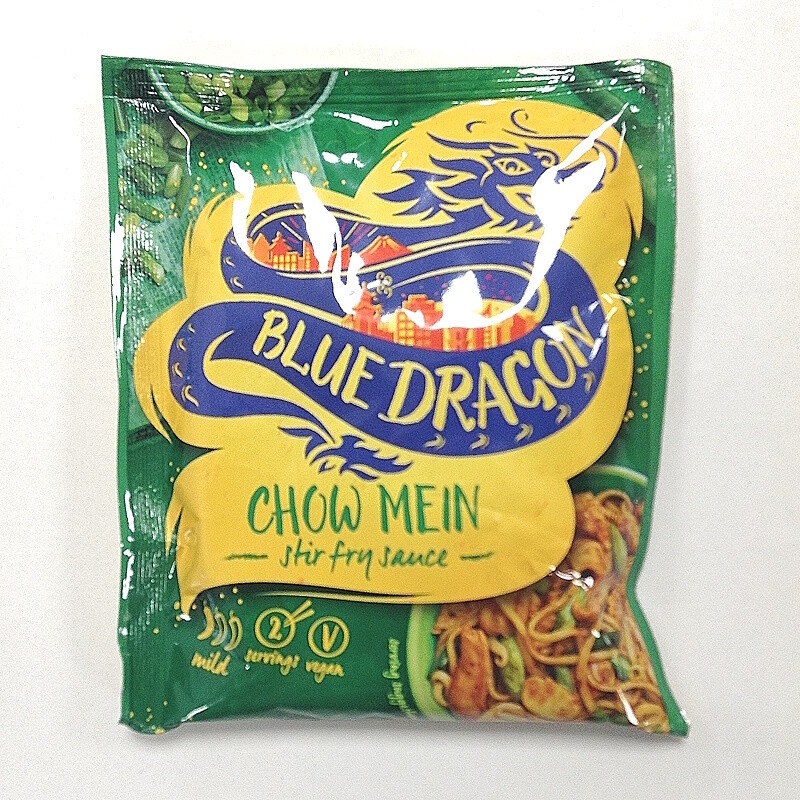 BLUE DRAGON
CHOW MEIN
stir fry sauce
2
V
mild
servings
vegan